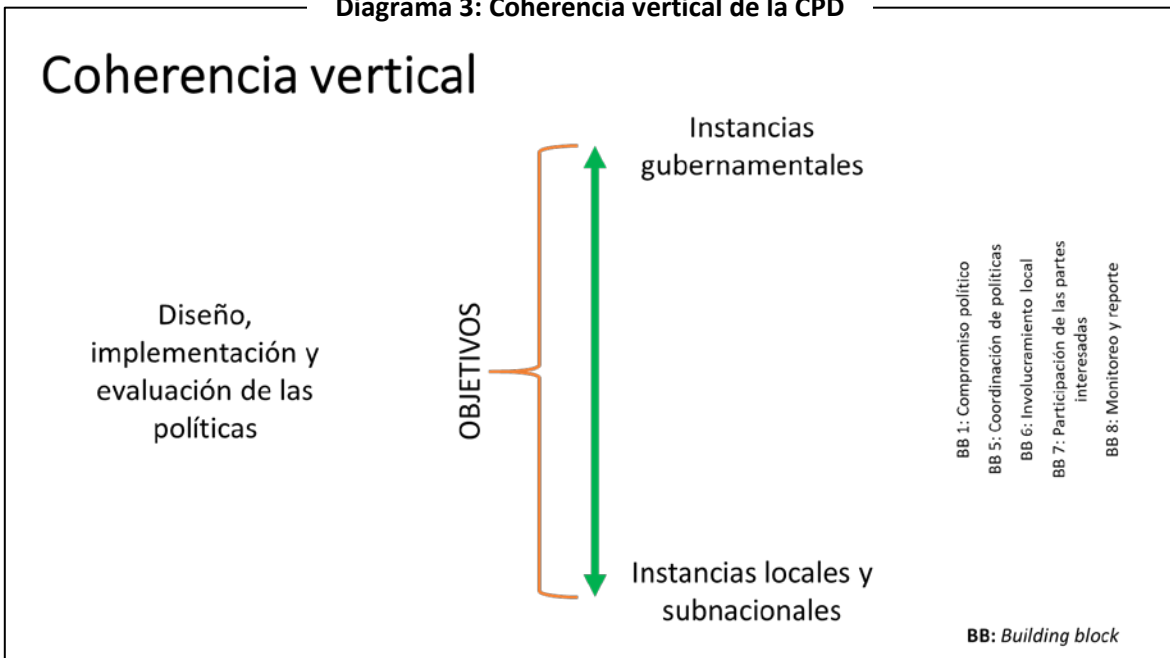 Diagrama 3: Coherencia vertical de la CPD
Coherencia vertical
Instancias
gubernamentales
Diseño,
implementación y
evaluación de las
políticas
OBJETIVOS
Instancias locales y
subnacionales
BB 1: Compromiso político
BB 5: Coordinación de políticas
BB 6: Involucramiento local
BB 7: Participación de las partes
interesadas
BB 8: Monitoreo y reporte
BB: Building block